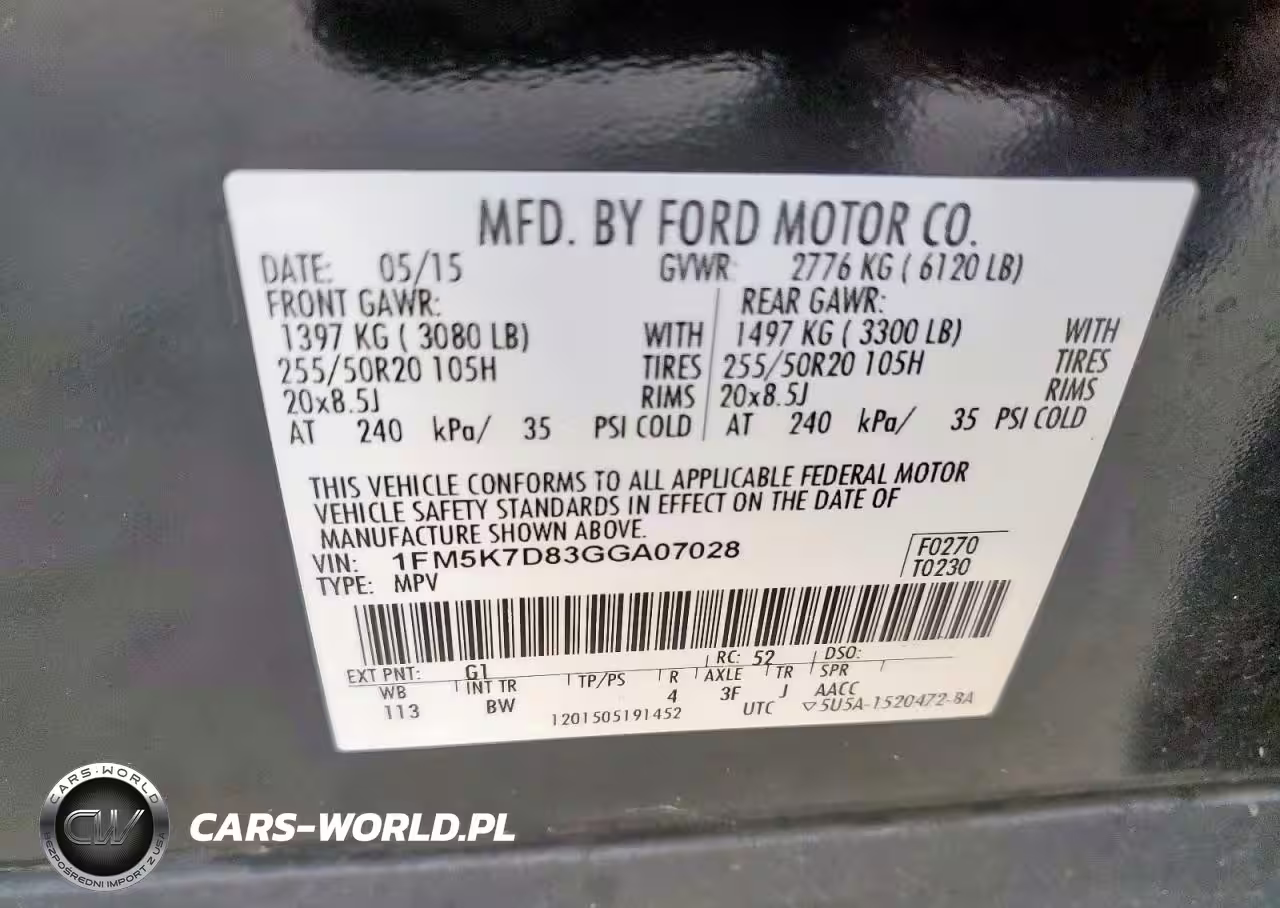 MFD. BY FORD MOTOR CO.
DATE: 05/15 GVWR: 2776 KG ( 6120 LB)
FRONT GAWR: REAR GAWR:
1397 KG ( 3080 LB) WITH 1497 KG ( 3300 LB) WITH
255/50R20 105H TIRES 255/50R20 105H TIRES
20x8.5J RIMS 20x8.5J RIMS
AT 240 kPa/ 35 PSI COLD AT 240 kPa/ 35 PSI COLD
THIS VEHICLE CONFORMS TO ALL APPLICABLE FEDERAL MOTOR
VEHICLE SAFETY STANDARDS IN EFFECT ON THE DATE OF
MANUFACTURE SHOWN ABOVE.
VIN: 1FM5K7D83GGA07028 F0270
TYPE: MPV T0230
EXT PNT: G1 RC: 52 DSO:
WB INT TR TP/PS R AXLE TR SPR
113 BW 4 3F J AACC
1201505191452 UTC ▽5U5A-1520472-BA
CARS-WORLD
CW
BEZPOŚREDNI IMPORT Z USA
CARS-WORLD.PL